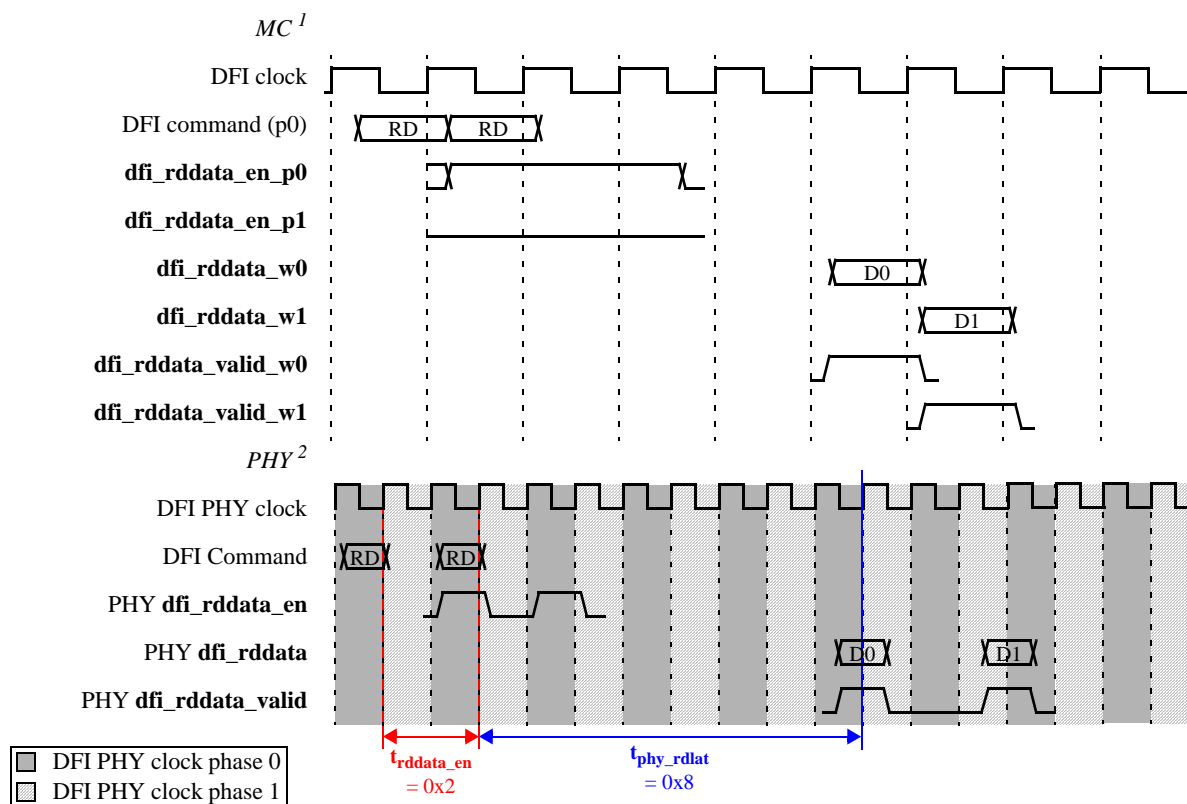 MC 1
DFI clock
DFI command (p0) RD RD
dfi_rddata_en_p0
dfi_rddata_en_p1
dfi_rddata_w0 D0
dfi_rddata_w1 D1
dfi_rddata_valid_w0
dfi_rddata_valid_w1
PHY 2
DFI PHY clock
DFI Command RD RD
PHY dfi_rddata_en
PHY dfi_rddata D0 D1
PHY dfi_rddata_valid
trddata_en tphy_rdlat
= 0x2 = 0x8
DFI PHY clock phase 0
DFI PHY clock phase 1